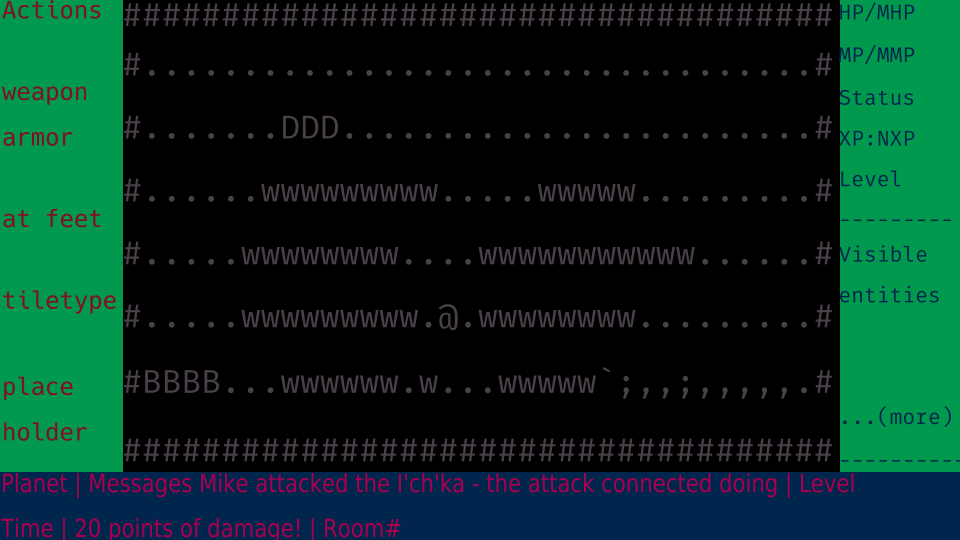 Actions
weapon
armor
at feet
tiletype
place
holder
####################################
#..................................#
#.......DDD........................#
#......wwwwwwwww.....wwwww.........#
#.....wwwwwwww....wwwwwwwwwww......#
#.....wwwwwwwww.@.wwwwwwww.........#
#BBBB...wwwwww.w...wwwww`;,,;,,,,,.#
####################################
HP/MHP
MP/MMP
Status
XP:NXP
Level
---------
Visible
entities
...(more)
----------
Planet | Messages Mike attacked the I'ch'ka - the attack connected doing | Level
Time | 20 points of damage! | Room#